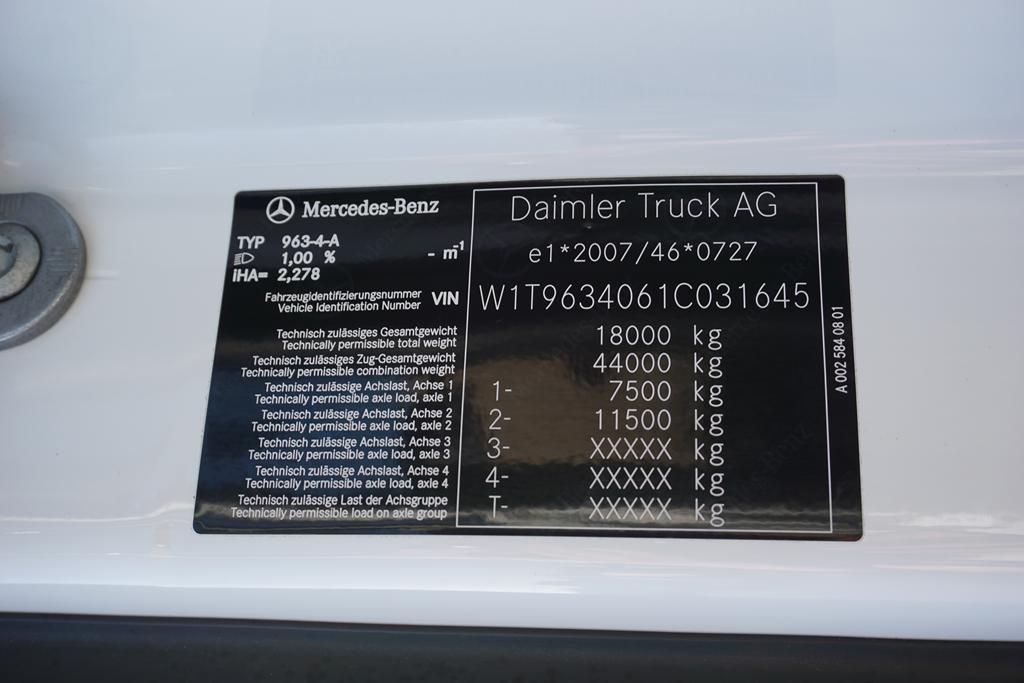 Mercedes-Benz
TYP 963-4-A
1,00 % - m-1
iHA= 2,278
Daimler Truck AG
e1*2007/46*0727
Fahrzeugidentifizierungsnummer
Vehicle Identification Number
VIN
W1T9634061C031645
Technisch zulässiges Gesamtgewicht
Technically permissible total weight
18000 kg
Technisch zulässiges Zug-Gesamtgewicht
Technically permissible combination weight
44000 kg
Technisch zulässige Achslast, Achse 1
Technically permissible axle load, axle 1
1- 7500 kg
Technisch zulässige Achslast, Achse 2
Technically permissible axle load, axle 2
2- 11500 kg
Technisch zulässige Achslast, Achse 3
Technically permissible axle load, axle 3
3- XXXXX kg
Technisch zulässige Achslast, Achse 4
Technically permissible axle load, axle 4
4- XXXXX kg
Technisch zulässige Last der Achsgruppe
Technically permissible load on axle group
T- XXXXX kg
A 002 584 08 01